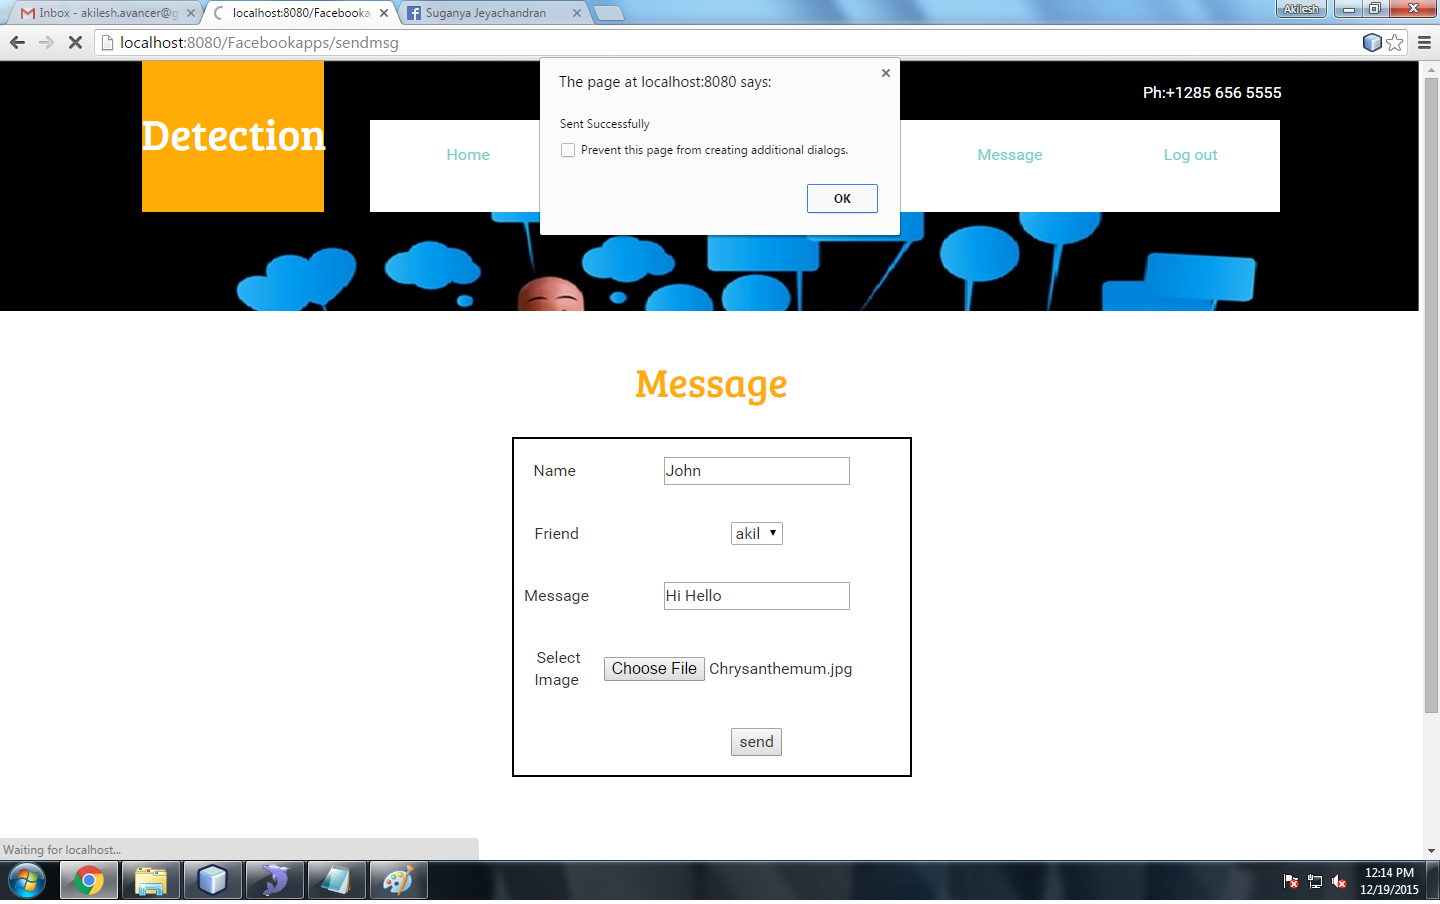 Inbox - akilesh.avancer@g
localhost:8080/Facebooka
Suganya Jeyachandran
Akilesh
localhost:8080/Facebookapps/sendmsg
The page at localhost:8080 says:
Sent Successfully
Prevent this page from creating additional dialogs.
OK
Ph:+1285 656 5555
Detection
Home
Message
Log out
Message
Name
John
Friend
akil
Message
Hi Hello
Select
Image
Choose File Chrysanthemum.jpg
send
Waiting for localhost...
12:14 PM
12/19/2015